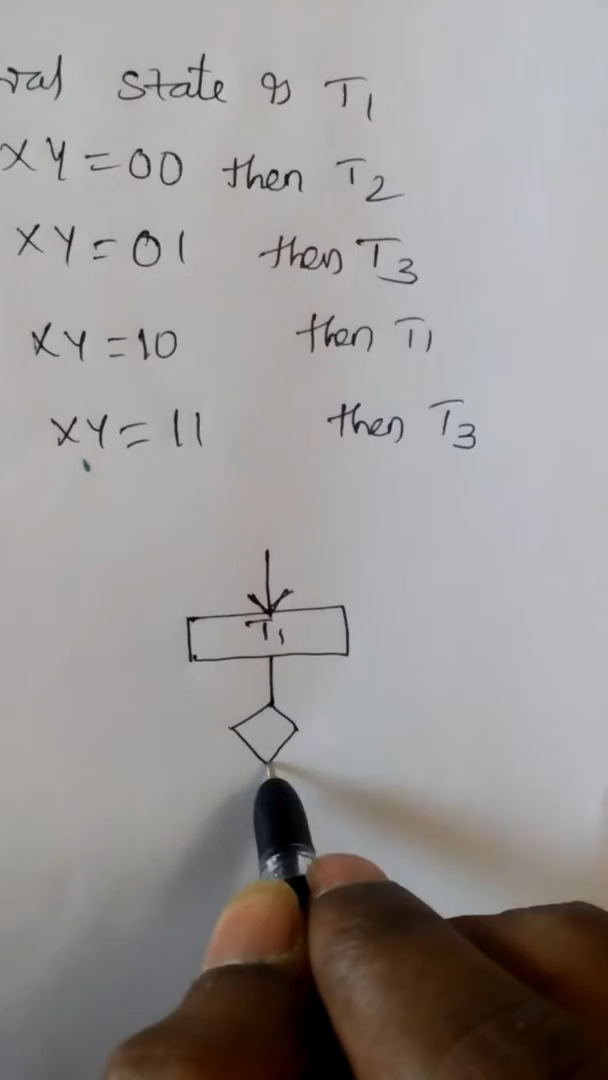 state is T1
XY=00 then T2
XY=01 then T3
XY=10 then T1
XY=11 then T3
T1